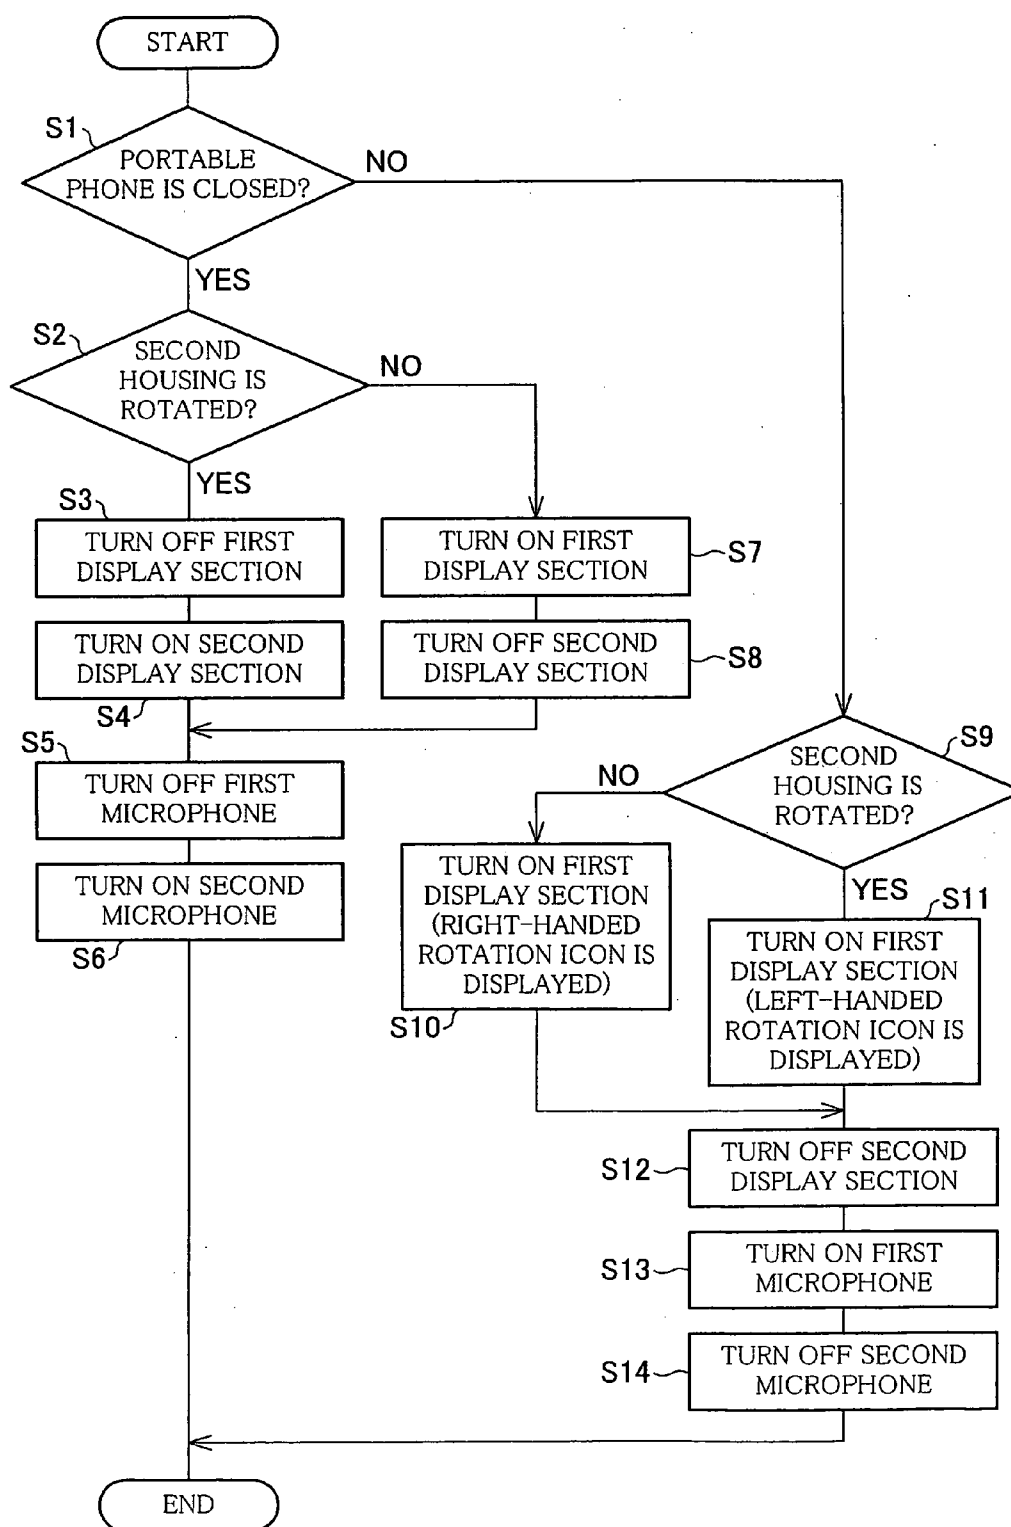 START
S1
PORTABLE
PHONE IS CLOSED?
NO
YES
S2
SECOND
HOUSING IS
ROTATED?
NO
YES
S3
TURN OFF FIRST
DISPLAY SECTION
TURN ON SECOND
DISPLAY SECTION
S4
TURN ON FIRST
DISPLAY SECTION
S7
TURN OFF SECOND
DISPLAY SECTION
S8
S5
TURN OFF FIRST
MICROPHONE
TURN ON SECOND
MICROPHONE
S6
S9
SECOND
HOUSING IS
ROTATED?
NO
YES
TURN ON FIRST
DISPLAY SECTION
(RIGHT-HANDED
ROTATION ICON IS
DISPLAYED)
S10
S11
TURN ON FIRST
DISPLAY SECTION
(LEFT-HANDED
ROTATION ICON IS
DISPLAYED)
S12
TURN OFF SECOND
DISPLAY SECTION
S13
TURN ON FIRST
MICROPHONE
S14
TURN OFF SECOND
MICROPHONE
END